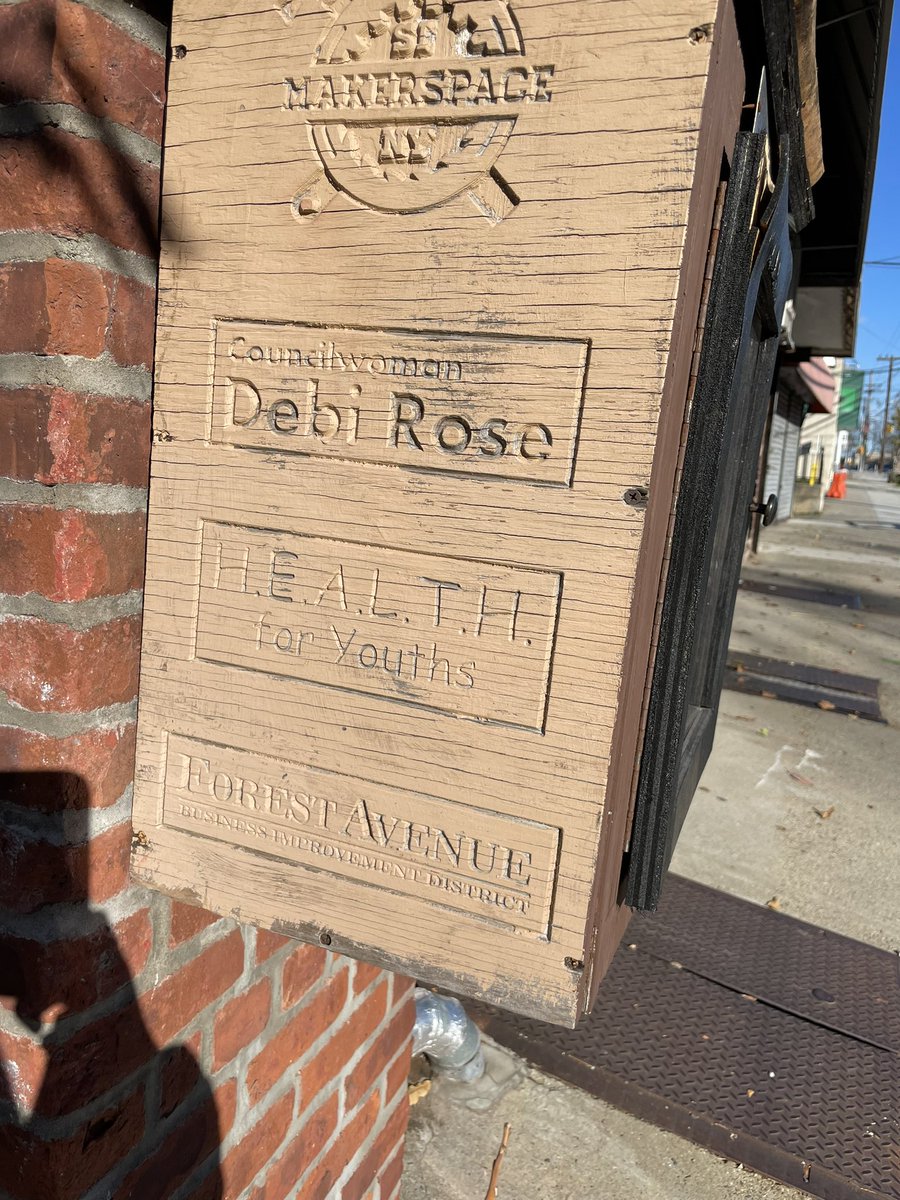 SI
MAKERSPACE
NY
Councilwoman
Debi Rose
H.E.A.L.T.H.
for Youths
FOREST AVENUE
BUSINESS IMPROVEMENT DISTRICT